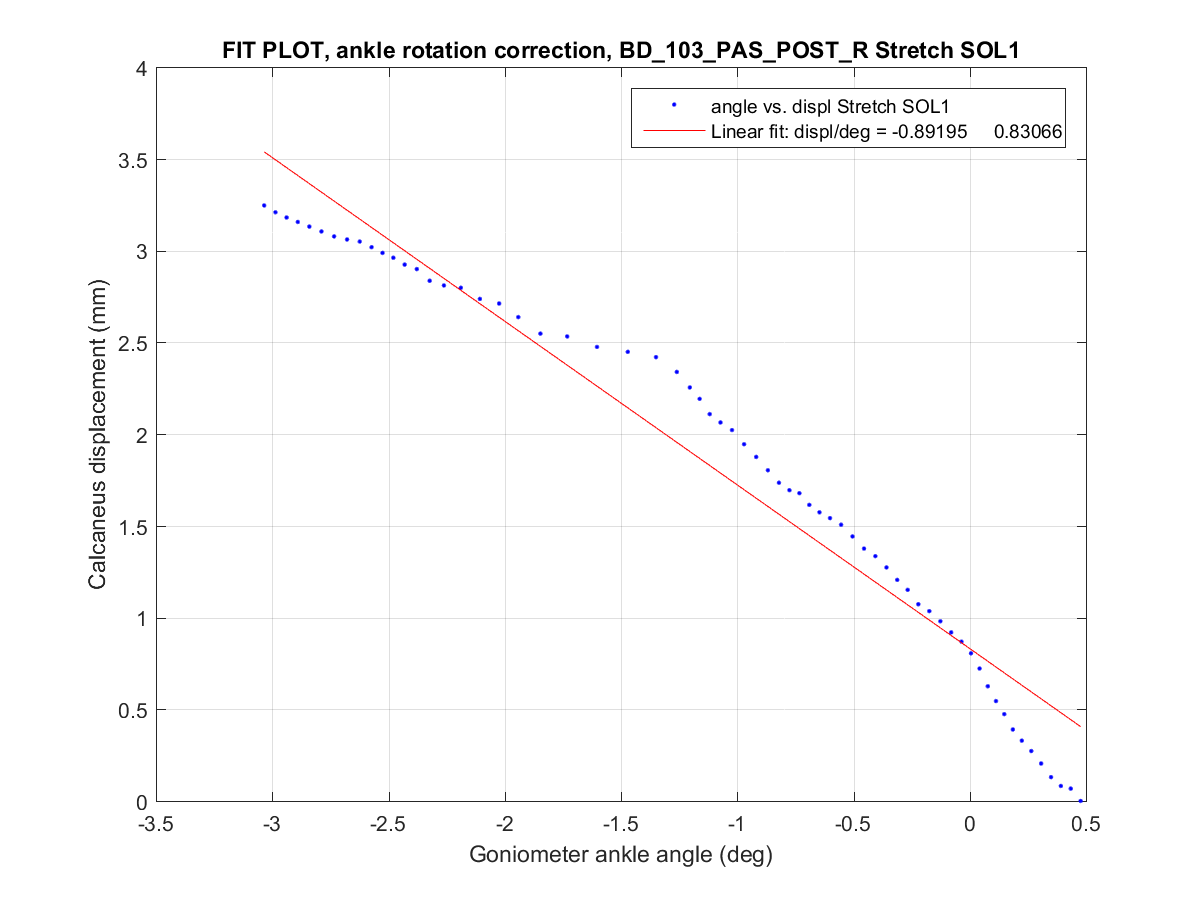 FIT PLOT, ankle rotation correction, BD_103_PAS_POST_R Stretch SOL1
angle vs. displ Stretch SOL1
Linear fit: displ/deg = -0.89195 0.83066
4
3.5
3
2.5
2
1.5
1
0.5
0
Calcaneus displacement (mm)
-3.5 -3 -2.5 -2 -1.5 -1 -0.5 0 0.5
Goniometer ankle angle (deg)